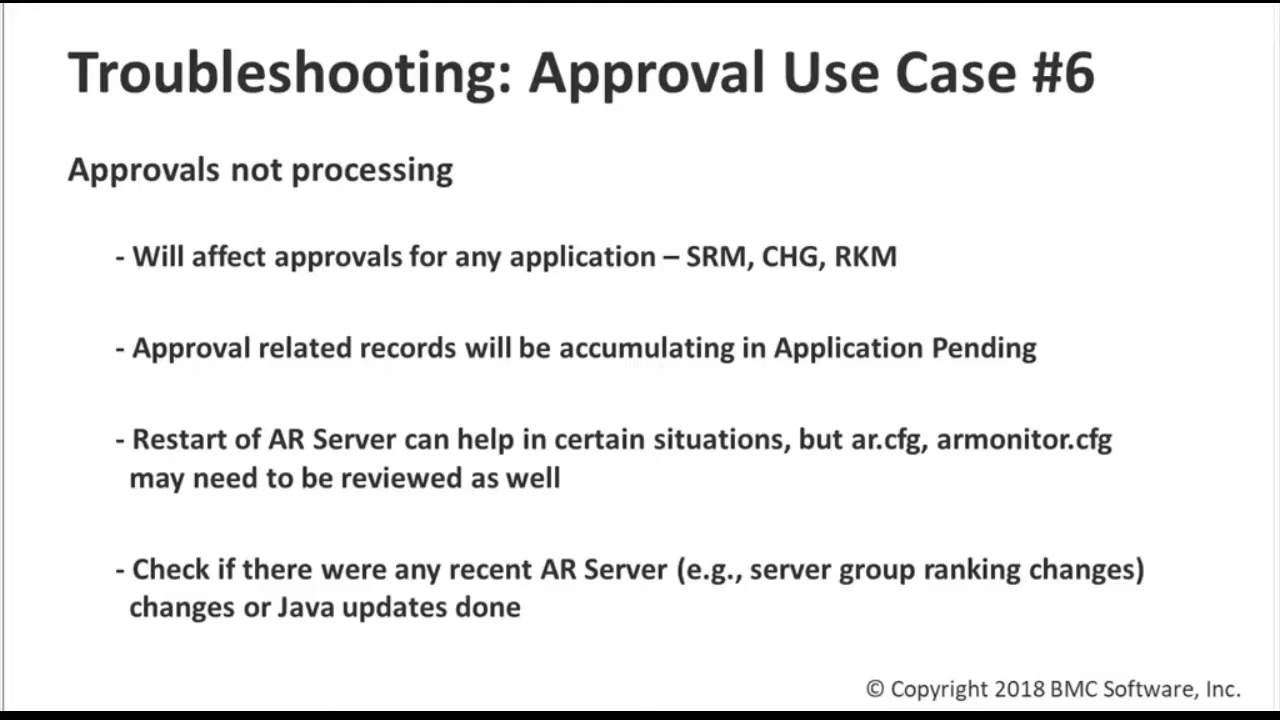 Troubleshooting: Approval Use Case #6
Approvals not processing
- Will affect approvals for any application – SRM, CHG, RKM
- Approval related records will be accumulating in Application Pending
- Restart of AR Server can help in certain situations, but ar.cfg, armonitor.cfg
may need to be reviewed as well
- Check if there were any recent AR Server (e.g., server group ranking changes)
changes or Java updates done
© Copyright 2018 BMC Software, Inc.